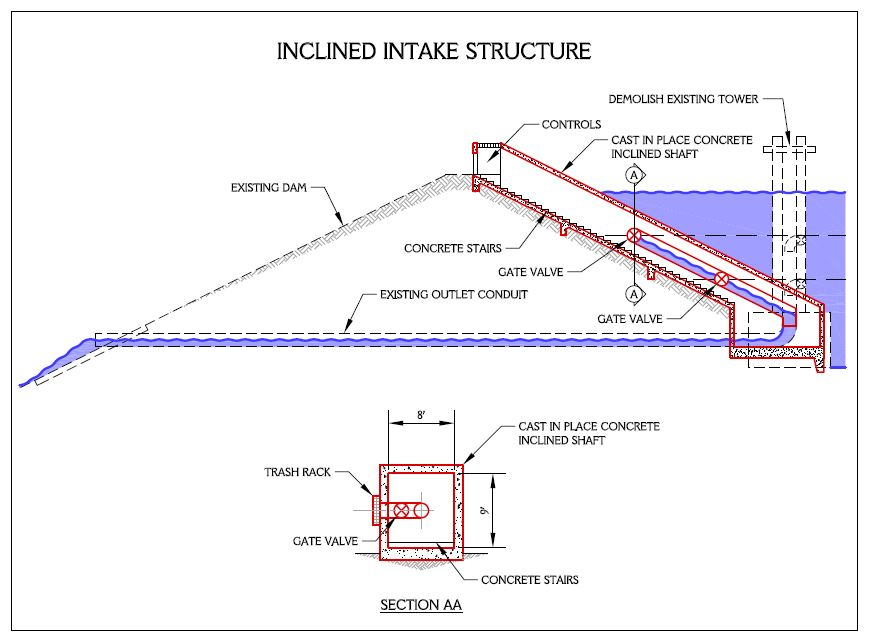 INCLINED INTAKE STRUCTURE
DEMOLISH EXISTING TOWER
CONTROLS
CAST IN PLACE CONCRETE
INCLINED SHAFT
A
EXISTING DAM
CONCRETE STAIRS
GATE VALVE
EXISTING OUTLET CONDUIT
A
GATE VALVE
8'
CAST IN PLACE CONCRETE
INCLINED SHAFT
TRASH RACK
9'
GATE VALVE
CONCRETE STAIRS
SECTION AA